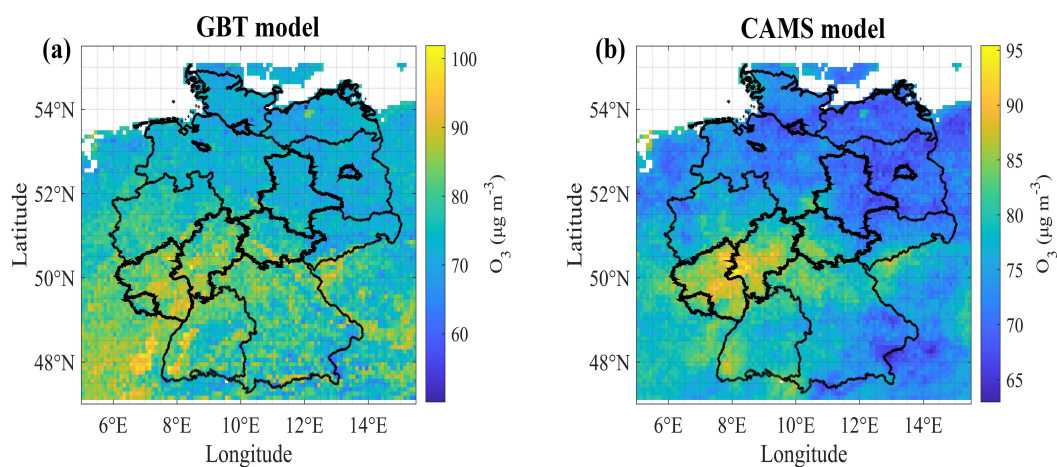 GBT model
(a)
54°N
52°N
50°N
48°N
Latitude
6°E 8°E 10°E 12°E 14°E
Longitude
100
90
80
70
60
O3 (µg m-3)
CAMS model
(b)
54°N
52°N
50°N
48°N
Latitude
6°E 8°E 10°E 12°E 14°E
Longitude
95
90
85
80
75
70
65
O3 (µg m-3)